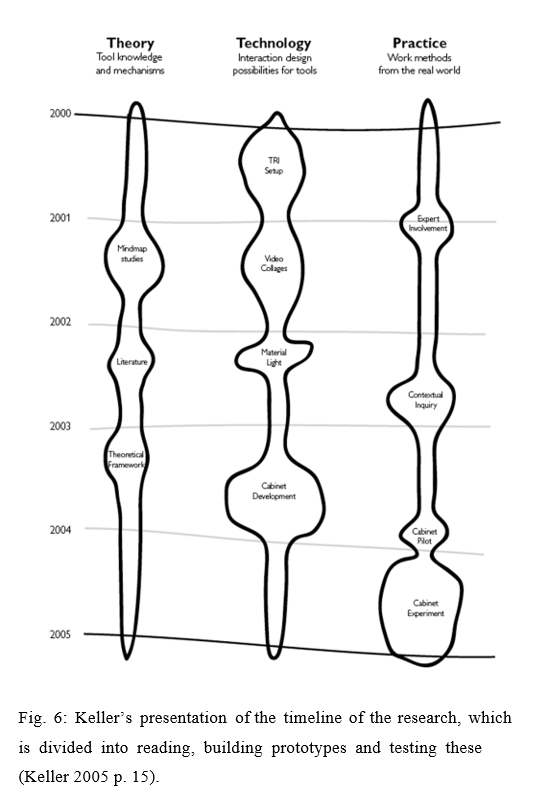 Theory
Tool knowledge
and mechanisms
Technology
Interaction design
possibilities for tools
Practice
Work methods
from the real world
2000
TRI
Setup
2001
Expert
Involvement
Mindmap
studies
Video
Collages
2002
Material
Light
Literature
Contextual
Inquiry
2003
Theoretical
Framework
Cabinet
Development
2004
Cabinet
Pilot
Cabinet
Experiment
2005
Fig. 6: Keller's presentation of the timeline of the research, which
is divided into reading, building prototypes and testing these
(Keller 2005 p. 15).